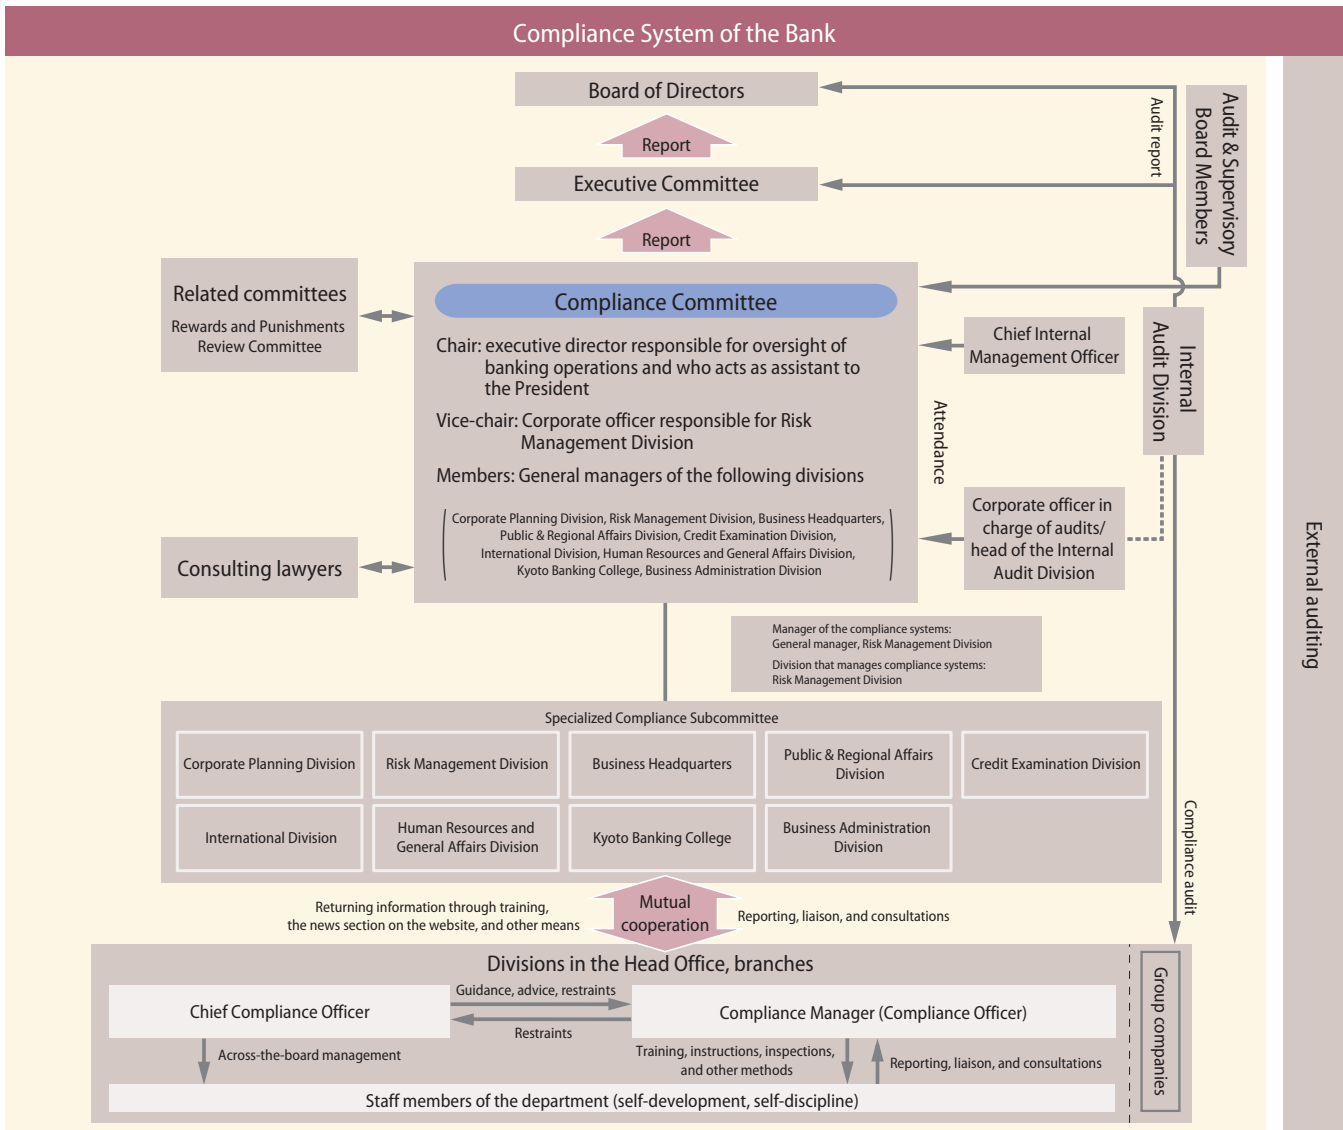 Compliance System of the Bank
Board of Directors
Report
Executive Committee
Report
Audit report
Audit & Supervisory
Board Members
Related committees
Rewards and Punishments
Review Committee
Compliance Committee
Chair: executive director responsible for oversight of
banking operations and who acts as assistant to
the President
Vice-chair: Corporate officer responsible for Risk
Management Division
Members: General managers of the following divisions
Corporate Planning Division, Risk Management Division, Business Headquarters,
Public & Regional Affairs Division, Credit Examination Division,
International Division, Human Resources and General Affairs Division,
Kyoto Banking College, Business Administration Division
Chief Internal
Management Officer
Internal
Audit Division
Attendance
Corporate officer in
charge of audits/
head of the Internal
Audit Division
Consulting lawyers
External auditing
Manager of the compliance systems:
General manager, Risk Management Division
Division that manages compliance systems:
Risk Management Division
Specialized Compliance Subcommittee
Corporate Planning Division
Risk Management Division
Business Headquarters
Public & Regional Affairs
Division
Credit Examination Division
International Division
Human Resources and
General Affairs Division
Kyoto Banking College
Business Administration
Division
Compliance audit
Returning information through training,
the news section on the website, and other means
Mutual
cooperation
Reporting, liaison, and consultations
Divisions in the Head Office, branches
Chief Compliance Officer
Guidance, advice, restraints
Restraints
Compliance Manager (Compliance Officer)
Across-the-board management
Training, instructions, inspections,
and other methods
Reporting, liaison, and consultations
Staff members of the department (self-development, self-discipline)
Group companies